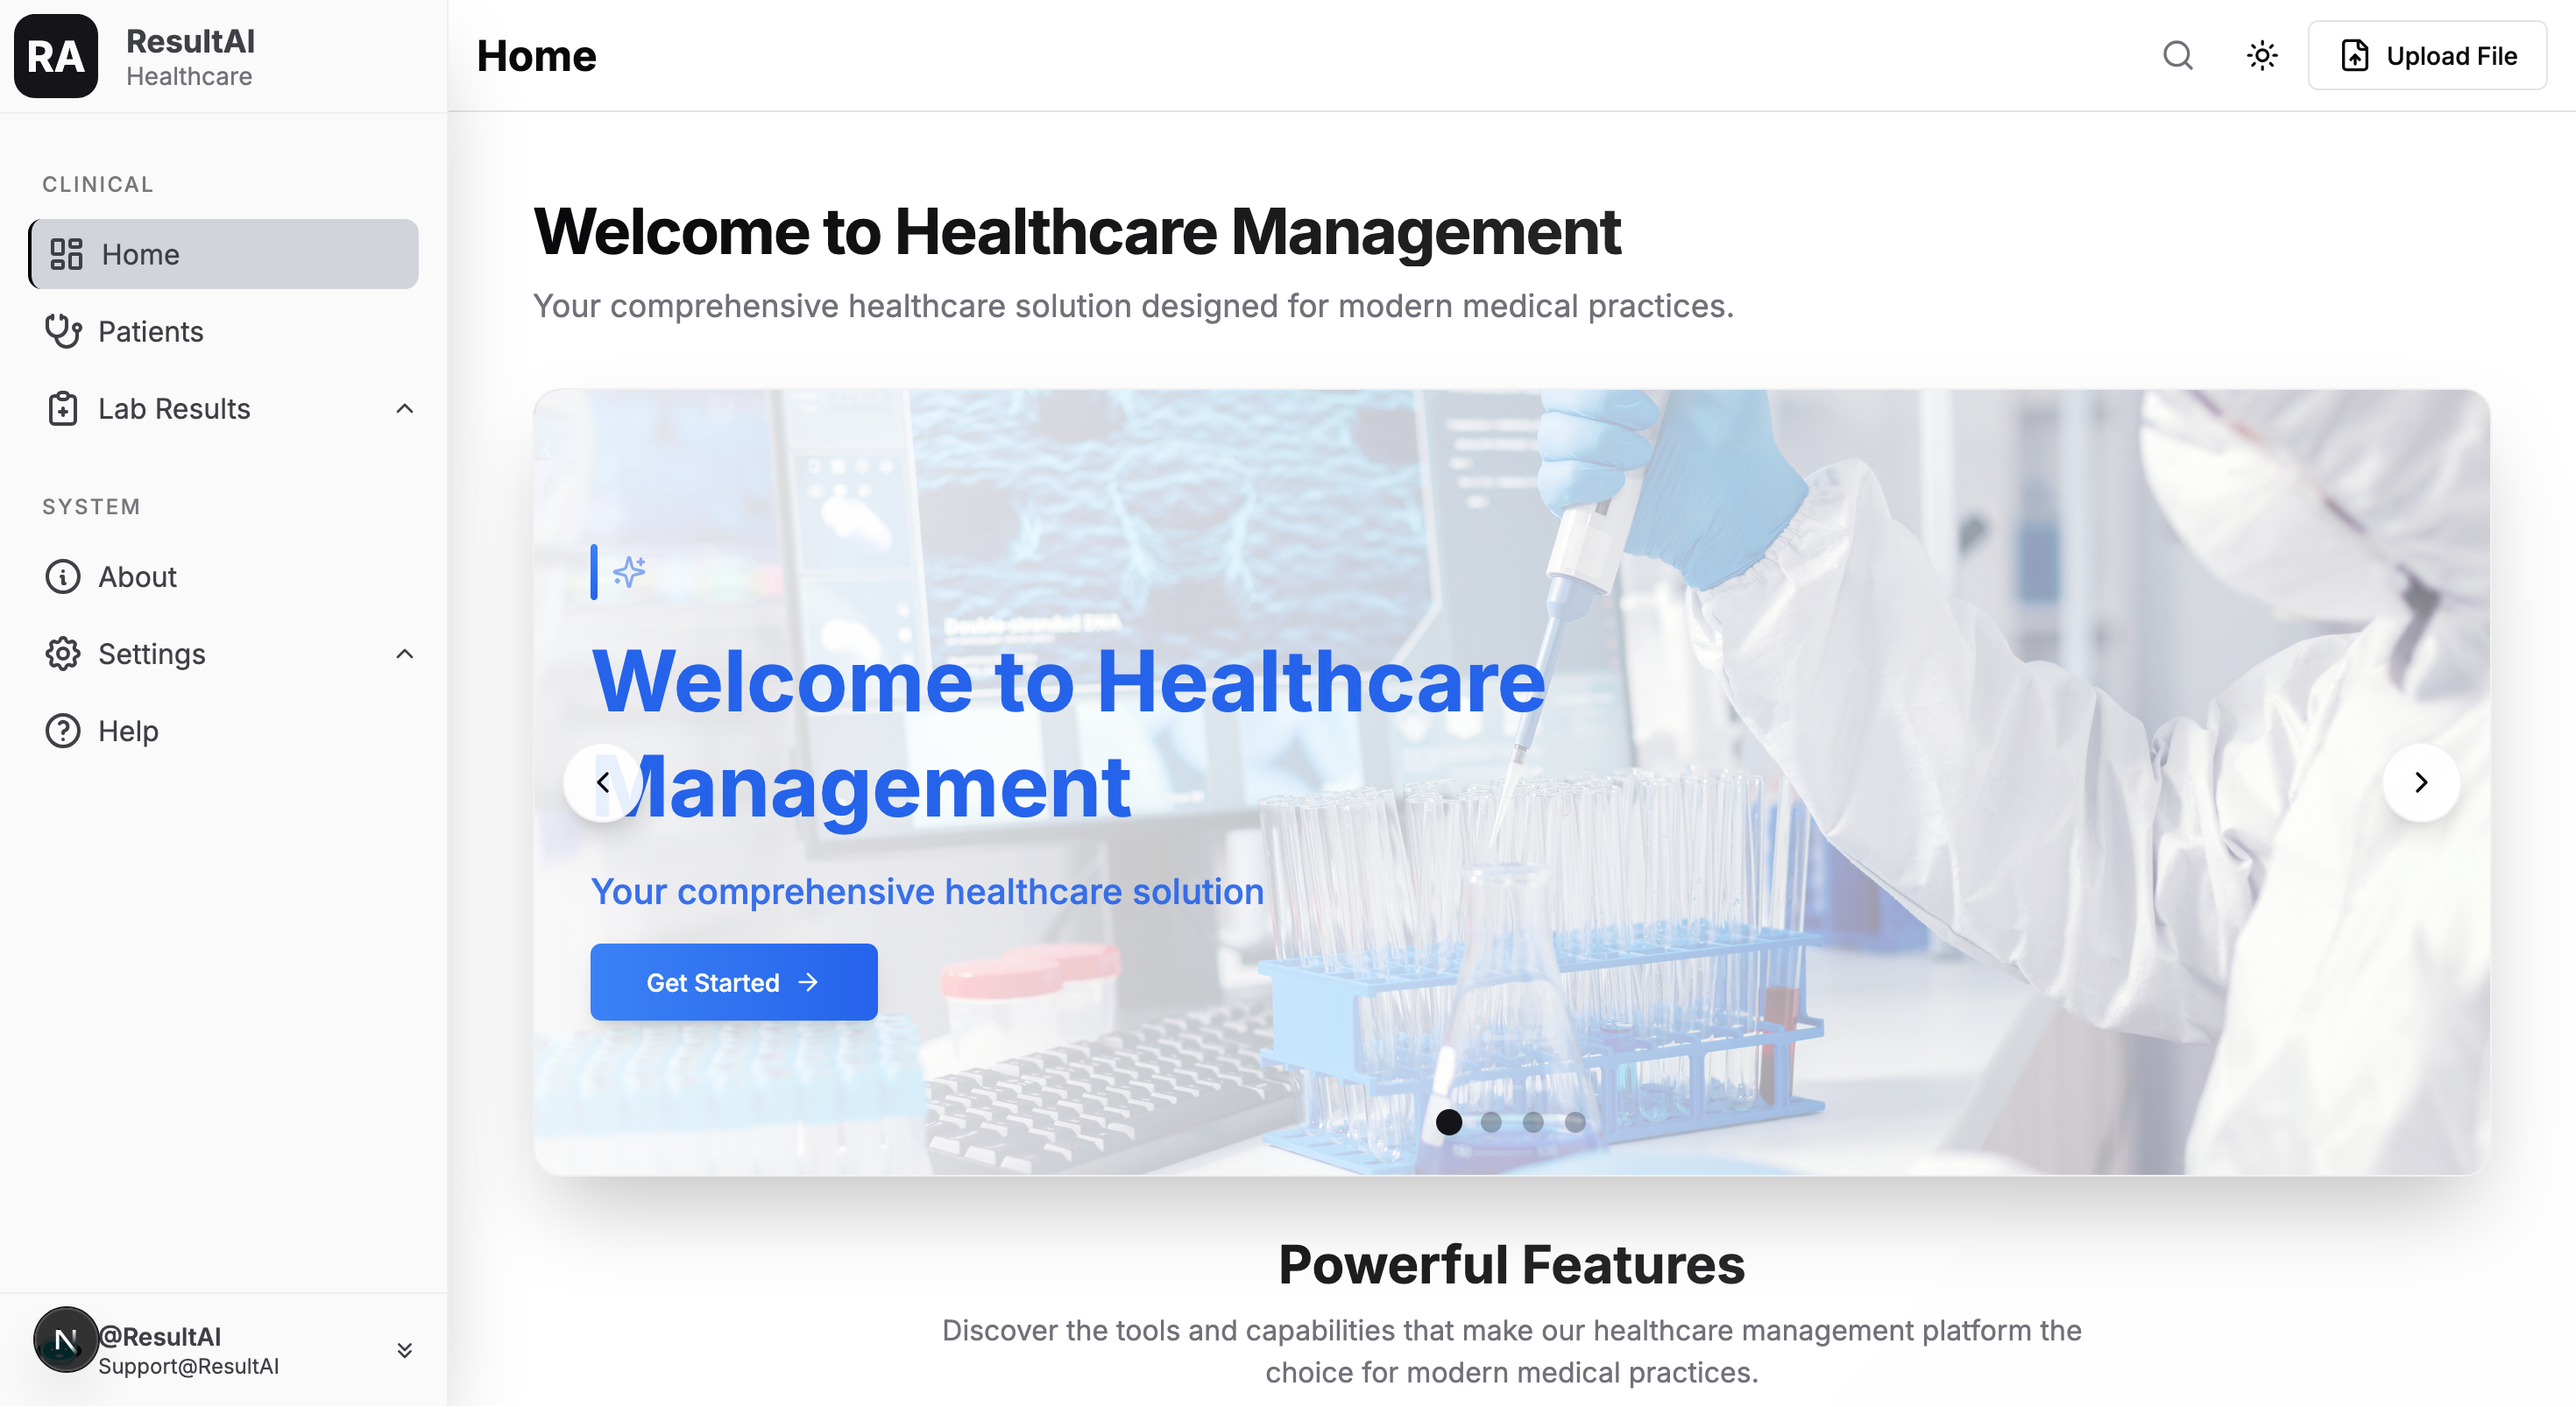 RA
ResultAI
Healthcare
Home
Upload File
CLINICAL
Home
Patients
Lab Results
SYSTEM
About
Settings
Help
Welcome to Healthcare Management
Your comprehensive healthcare solution designed for modern medical practices.
Double-stranded DNA
Welcome to Healthcare
Management
Your comprehensive healthcare solution
Get Started
Powerful Features
Discover the tools and capabilities that make our healthcare management platform the
choice for modern medical practices.
N
@ResultAI
Support@ResultAI